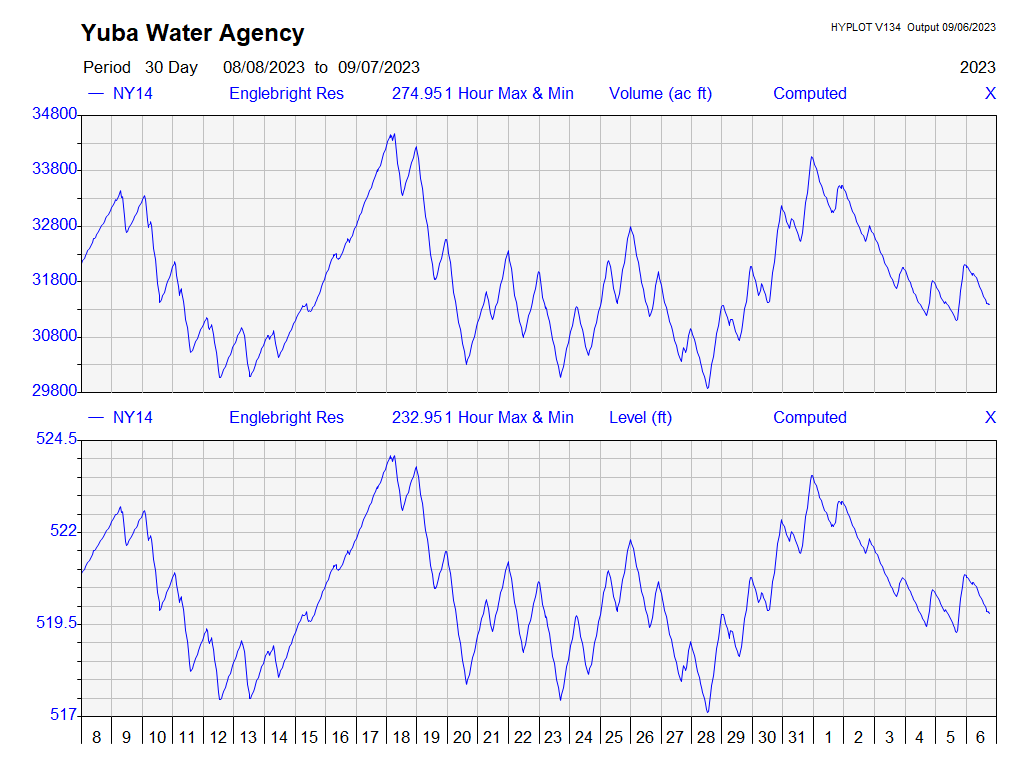 Yuba Water Agency
HYPLOT V134 Output 09/06/2023
Period 30 Day 08/08/2023 to 09/07/2023 2023
NY14 Englebright Res 274.951 Hour Max & Min Volume (ac ft) Computed X
34800
33800
32800
31800
30800
29800
NY14 Englebright Res 232.951 Hour Max & Min Level (ft) Computed X
524.5
522
519.5
517
8 9 10 11 12 13 14 15 16 17 18 19 20 21 22 23 24 25 26 27 28 29 30 31 1 2 3 4 5 6